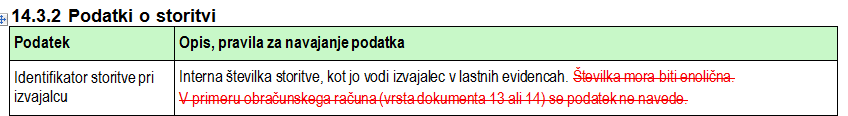 14.3.2 Podatki o storitvi
Podatek
Opis, pravila za navajanje podatka
Identifikator storitve pri
izvajalcu
Interna številka storitve, kot jo vodi izvajalec v lastnih evidencah. Številka mora biti enolična.
V primeru obračunskega računa (vrsta dokumenta 13 ali 14) se podatek ne navede.